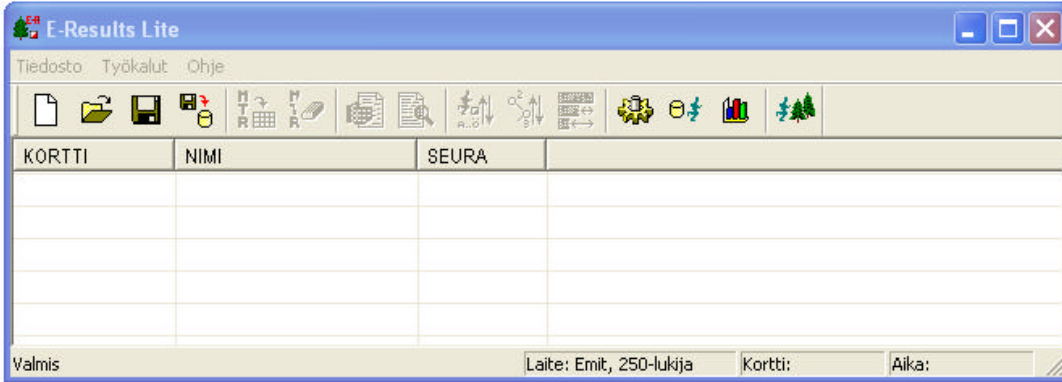 E-Results Lite
Tiedosto Työkalut Ohje
KORTTI NIMI SEURA
Valmis Laite: Emit, 250-lukija Kortti: Aika: